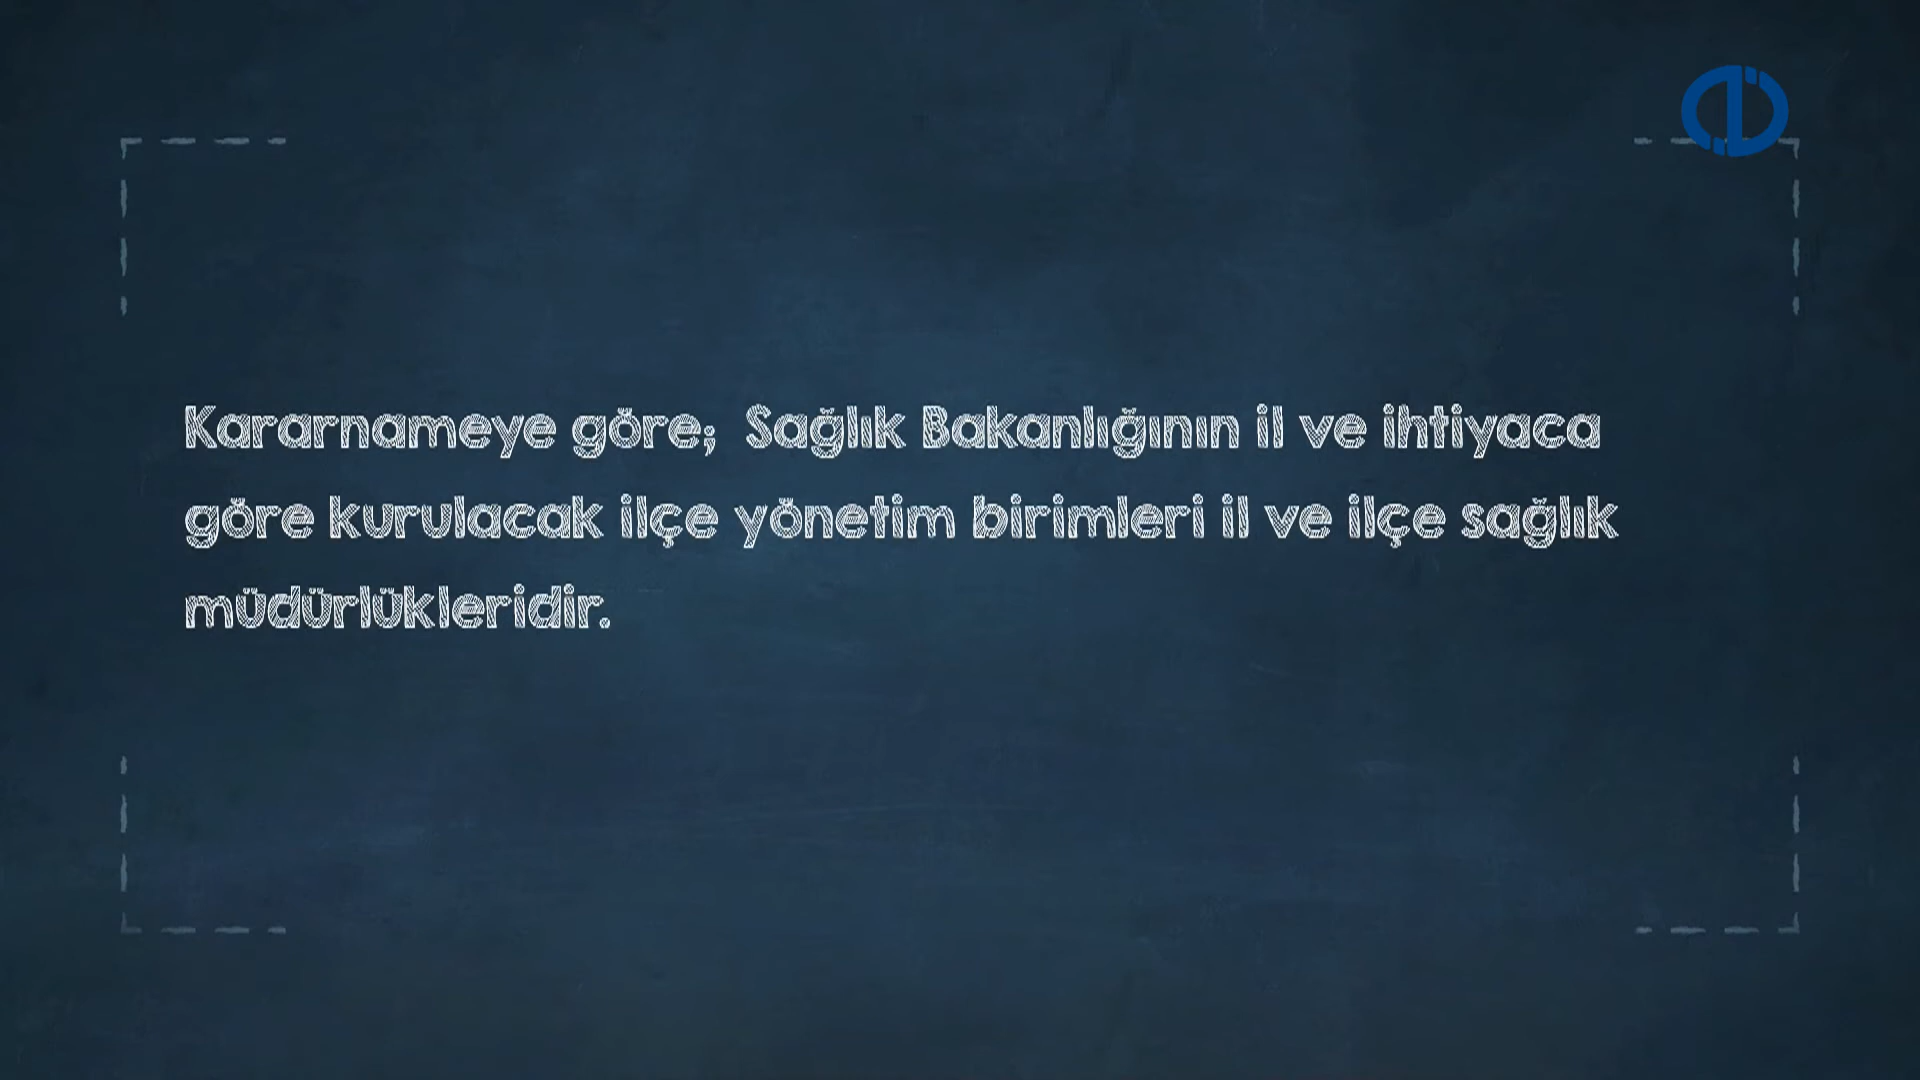 Kararnameye göre; Sağlık Bakanlığının il ve ihtiyaca
göre kurulacak ilçe yönetim birimleri il ve ilçe sağlık
müdürlükleridir.